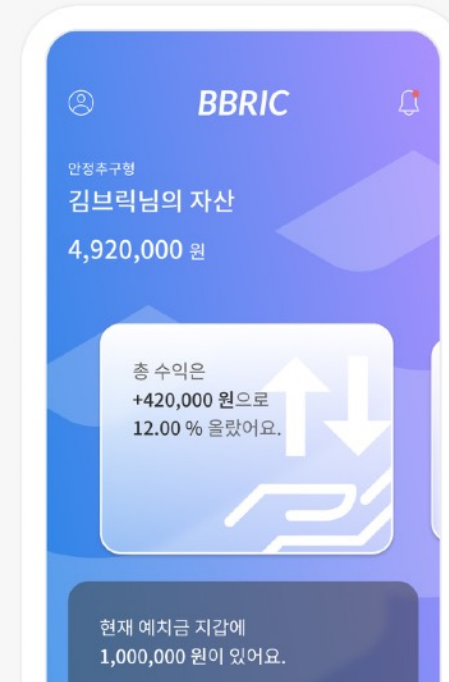 BBRIC
안정추구형
김브릭님의 자산
4,920,000 원
총 수익은
+420,000 원으로
12.00 % 올랐어요.
현재 예치금 지갑에
1,000,000 원이 있어요.